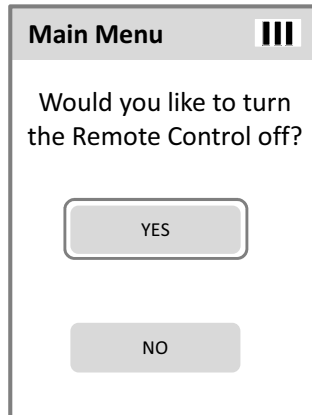 Main Menu
Would you like to turn
the Remote Control off?
YES
NO